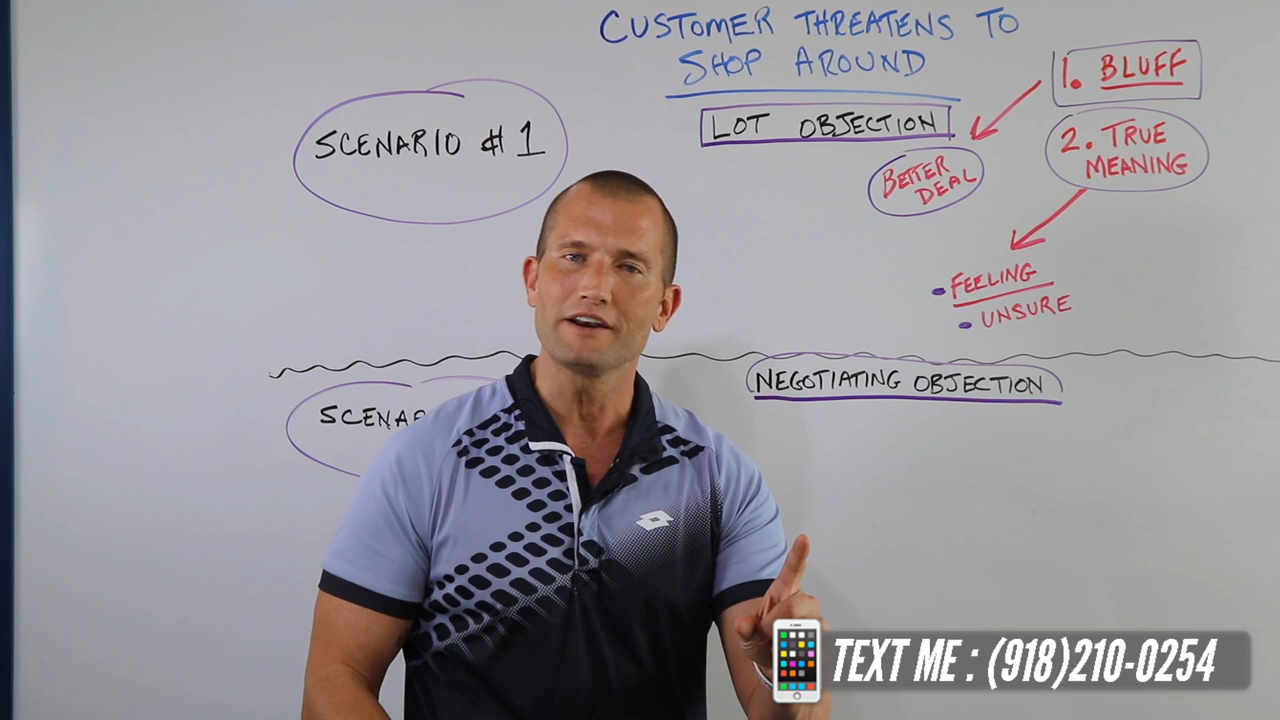 CUSTOMER THREATENS TO
SHOP AROUND
1. BLUFF
LOT OBJECTION
SCENARIO #1
2. TRUE
MEANING
BETTER
DEAL
• FEELING
• UNSURE
NEGOTIATING OBJECTION
TEXT ME : (918)210-0254